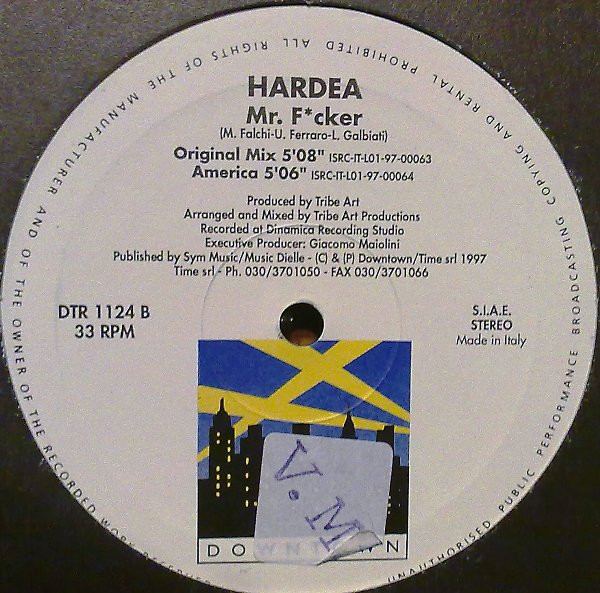 HARDEA
Mr. F*cker
(M. Falchi-U. Ferraro-L. Galbiati)
Original Mix 5'08" ISRC-IT-L01-97-00063
America 5'06" ISRC-IT-L01-97-00064
Produced by Tribe Art
Arranged and Mixed by Tribe Art Productions
Recorded at Dinamica Recording Studio
Executive Producer: Giacomo Maiolini
Published by Sym Music/Music Dielle - (C) & (P) Downtown/Time srl 1997
Time srl - Ph. 030/3701050 - FAX 030/3701066
DTR 1124 B
33 RPM
S.I.A.E.
STEREO
Made in Italy
V.M
DOWNTOWN
ALL RIGHTS OF THE MANUFACTURER AND OF THE OWNER OF THE RECORDED WORK RESERVED
UNAUTHORISED PUBLIC PERFORMANCE BROADCASTING COPYING AND RENTAL PROHIBITED